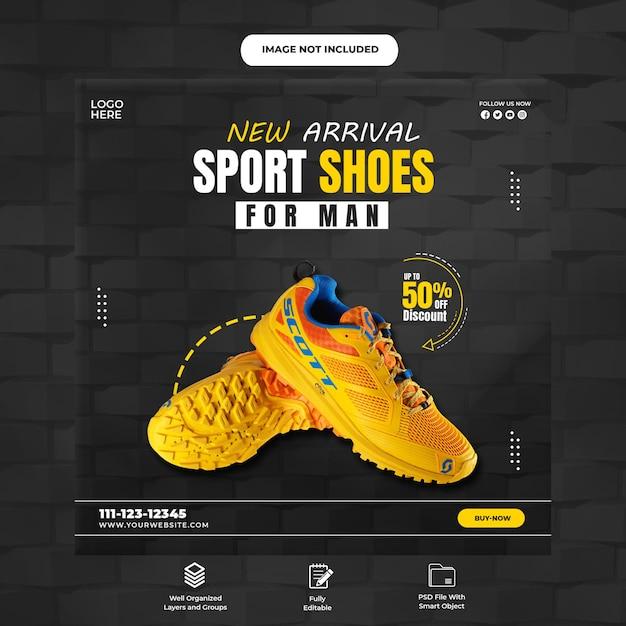 IMAGE NOT INCLUDED
LOGO
HERE
FOLLOW US NOW
NEW ARRIVAL
SPORT SHOES
FOR MAN
UP TO
50% OFF
Discount
SCOTT
111-123-12345
WWW.YOURWEBSITE.COM
BUY-NOW
Well Organized
Layers and Groups
Fully
Editable
PSD File With
Smart Object